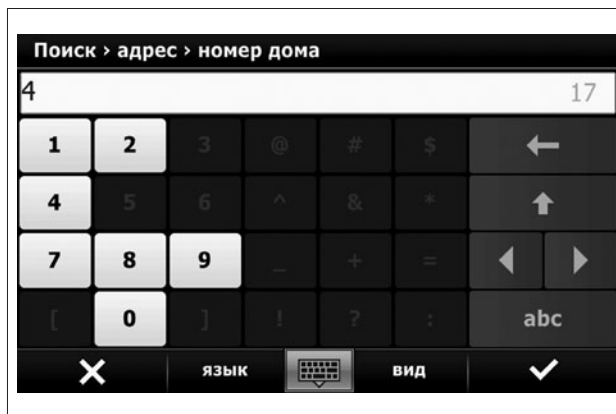 Поиск › адрес › номер дома
4 17
1 2 3 @ # $
4 5 6 ^ & *
7 8 9 _ + =
[ 0 ] ! ? : abc
язык вид